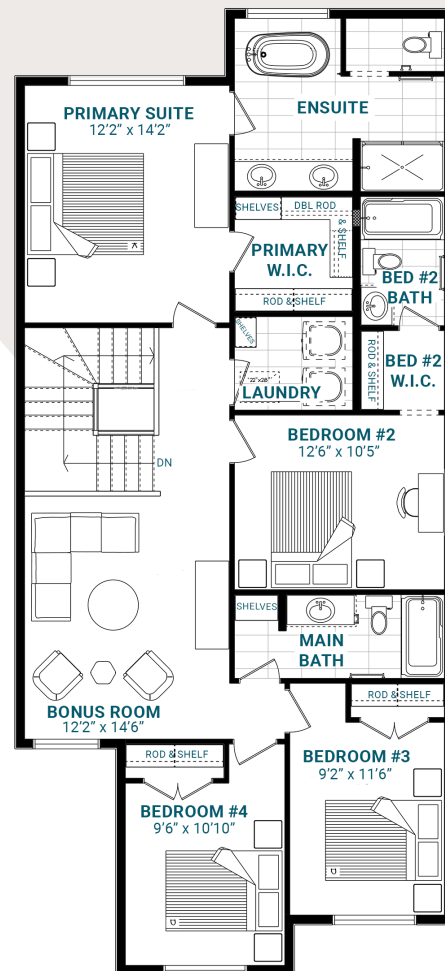 PRIMARY SUITE
12'2” x 14'2”
ENSUITE
SHELVES
DBL ROD
& SHELF
PRIMARY
W.I.C.
ROD & SHELF
BED #2
BATH
SHELVES
22"x28"
LAUNDRY
ROD & SHELF
BED #2
W.I.C.
DN
BEDROOM #2
12'6” x 10'5”
SHELVES
MAIN
BATH
BONUS ROOM
12'2” x 14'6”
ROD & SHELF
ROD & SHELF
BEDROOM #3
9'2” x 11'6”
BEDROOM #4
9'6” x 10'10”